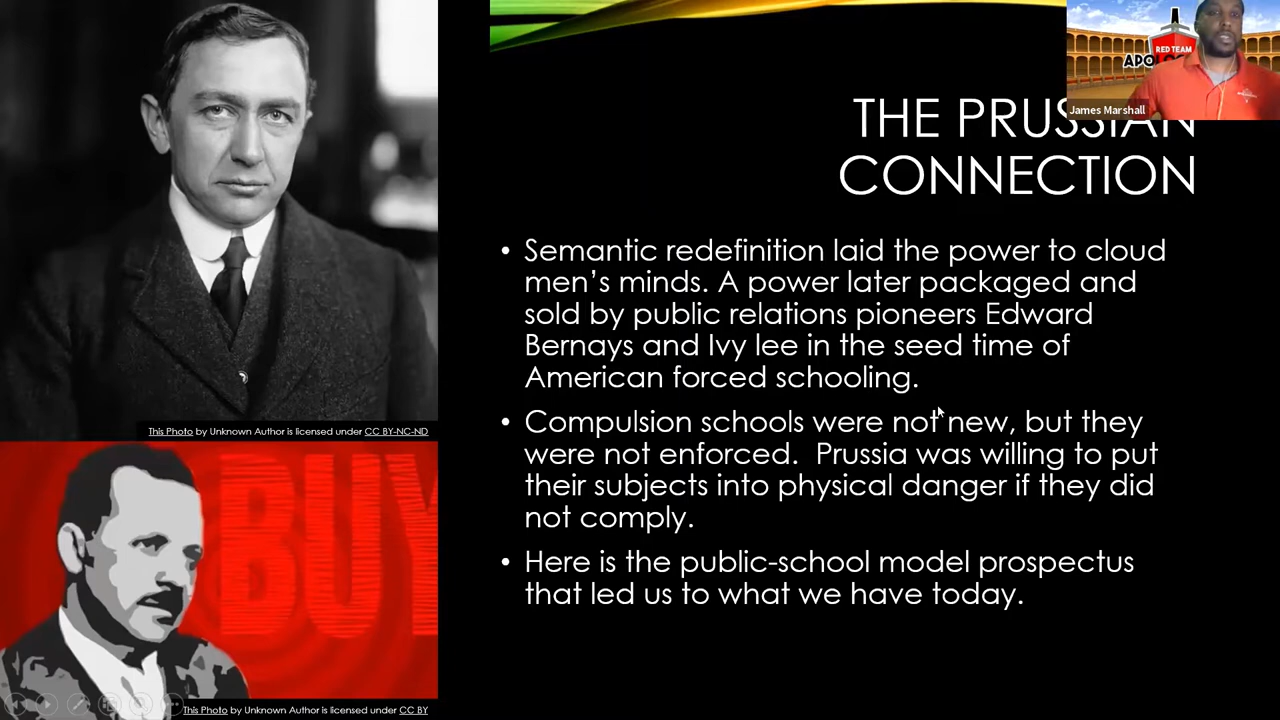 RED TEAM
James Marshall
THE PRUSSIAN
CONNECTION
• Semantic redefinition laid the power to cloud
men’s minds. A power later packaged and
sold by public relations pioneers Edward
Bernays and Ivy lee in the seed time of
American forced schooling.
• Compulsion schools were not new, but they
were not enforced.  Prussia was willing to put
their subjects into physical danger if they did
not comply.
• Here is the public-school model prospectus
that led us to what we have today.
This Photo by Unknown Author is licensed under CC BY-NC-ND
BUY
This Photo by Unknown Author is licensed under CC BY